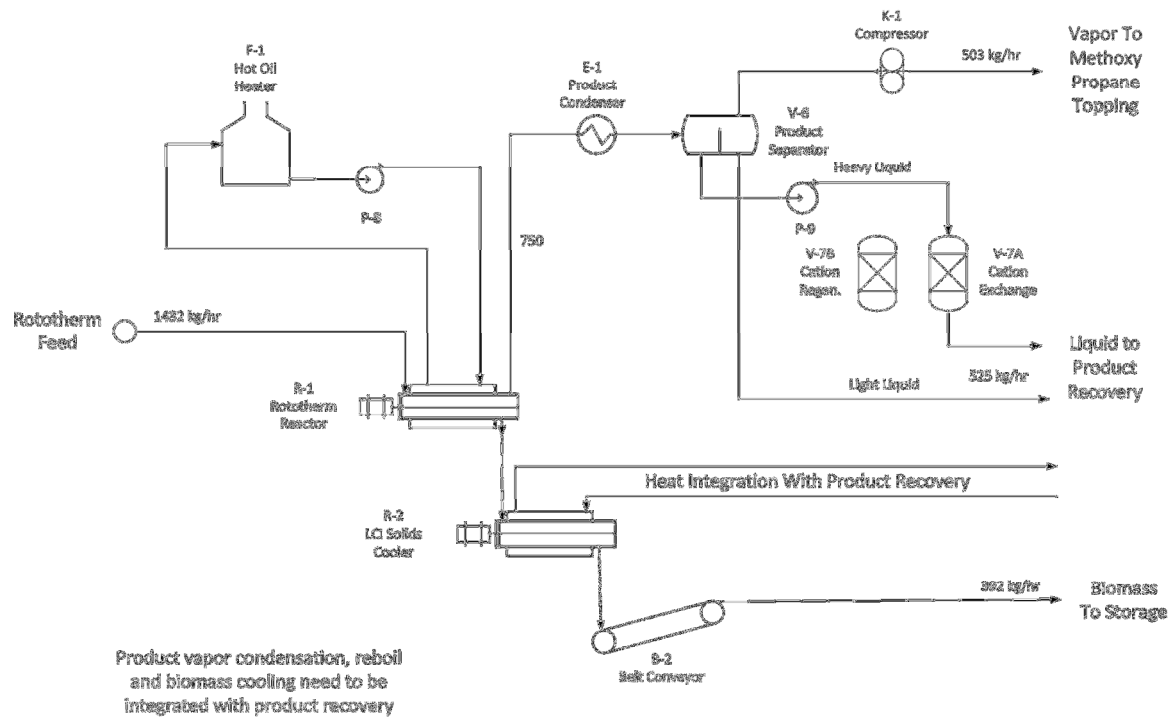 K-1
Compressor
503 kg/hr
Vapor To
Methoxy
Propane
Topping
F-1
Hot Oil
Heater
E-1
Product
Condenser
V-6
Product
Separator
P-8
Heavy Liquid
P-9
750
V-7B
Cation
Regen.
V-7A
Cation
Exchange
Rototherm
Feed
1432 kg/hr
Liquid to
Product
Recovery
525 kg/hr
Light Liquid
R-1
Rototherm
Reactor
Heat Integration With Product Recovery
R-2
LCI Solids
Cooler
392 kg/hr
Biomass
To Storage
B-2
Belt Conveyor
Product vapor condensation, reboil
and biomass cooling need to be
integrated with product recovery